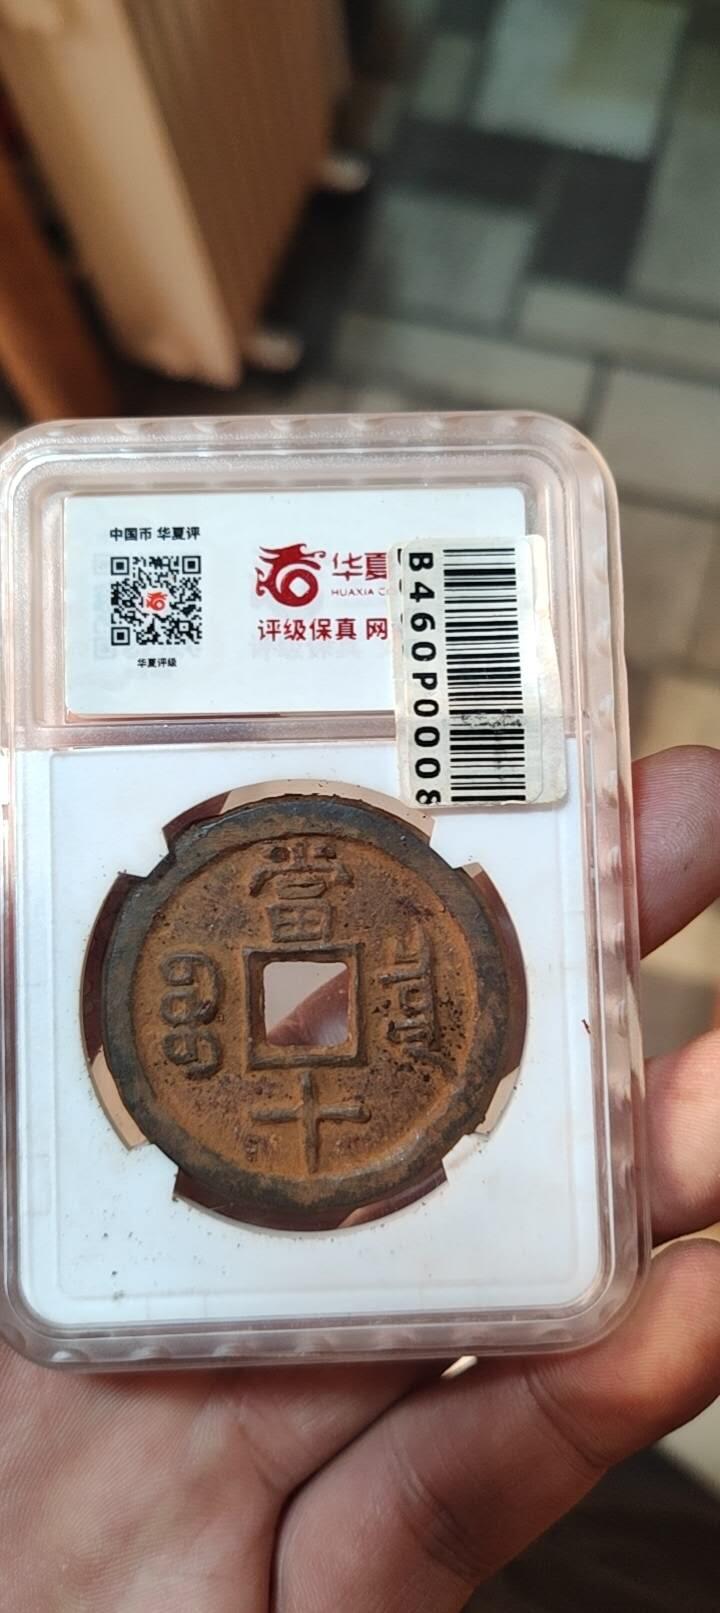 中国币 华夏评
华夏评级
华夏
HUAXIA C
评级保真 网
B460P0008
當
十